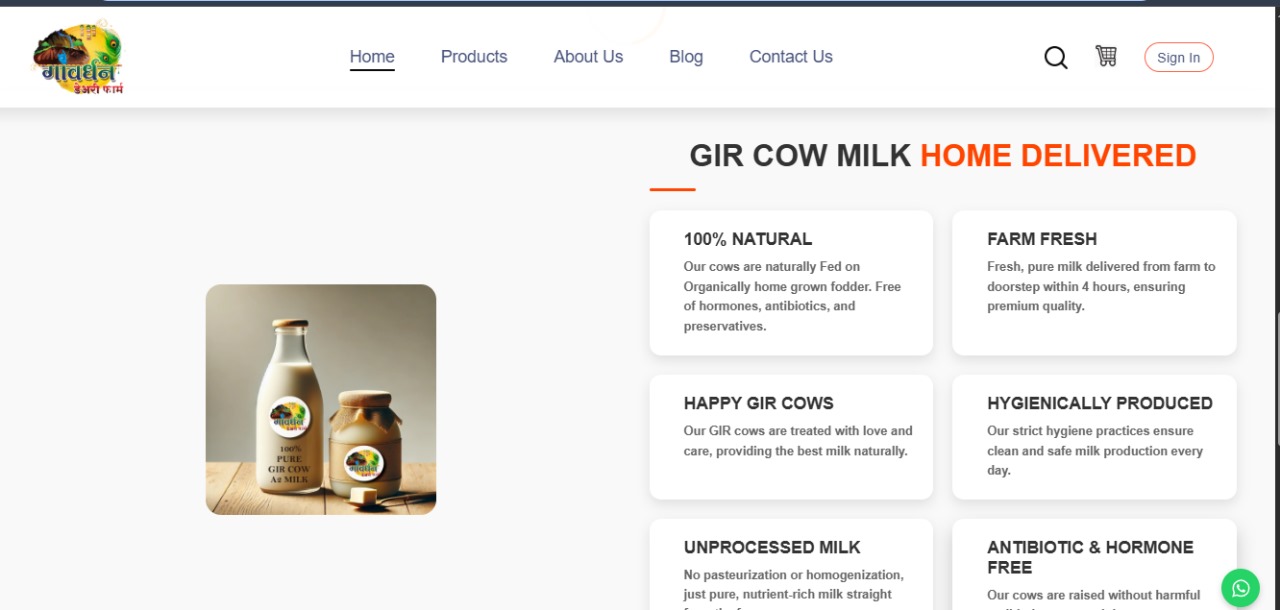 गोवर्धन
डेअरी फार्म
Home
Products
About Us
Blog
Contact Us
Sign In
GIR COW MILK HOME DELIVERED
100% NATURAL
Our cows are naturally Fed on
Organically home grown fodder. Free
of hormones, antibiotics, and
preservatives.
FARM FRESH
Fresh, pure milk delivered from farm to
doorstep within 4 hours, ensuring
premium quality.
100%
PURE
GIR COW
A2 MILK
HAPPY GIR COWS
Our GIR cows are treated with love and
care, providing the best milk naturally.
HYGIENICALLY PRODUCED
Our strict hygiene practices ensure
clean and safe milk production every
day.
UNPROCESSED MILK
No pasteurization or homogenization,
just pure, nutrient-rich milk straight
ANTIBIOTIC & HORMONE
FREE
Our cows are raised without harmful